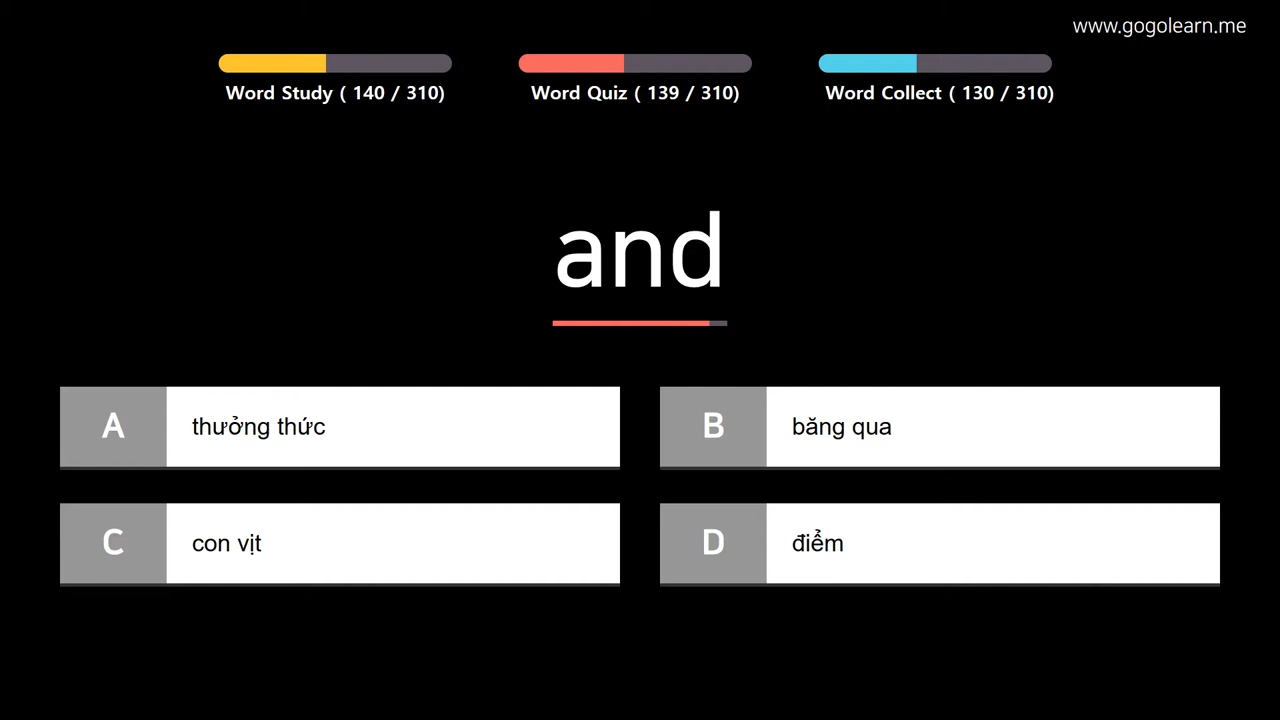 www.gogolearn.me
Word Study ( 140 / 310)
Word Quiz ( 139 / 310)
Word Collect ( 130 / 310)
and
A thưởng thức
B băng qua
C con vịt
D điểm